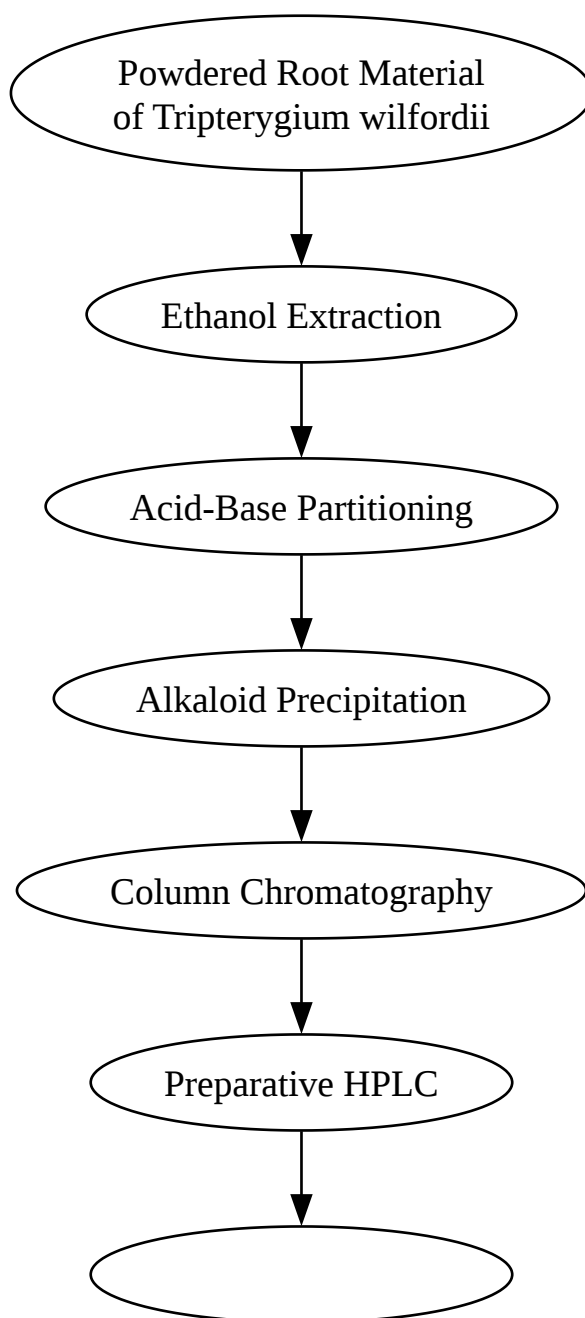 Powdered Root Material
of Tripterygium wilfordii
Ethanol Extraction
Acid-Base Partitioning
Alkaloid Precipitation
Column Chromatography
Preparative HPLC